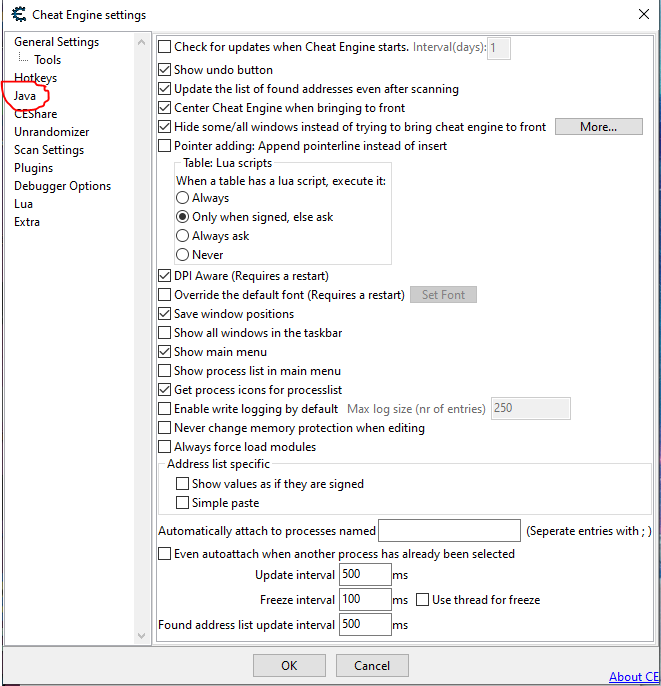 Cheat Engine settings
General Settings
Tools
Hotkeys
Java
CEShare
Unrandomizer
Scan Settings
Plugins
Debugger Options
Lua
Extra
Check for updates when Cheat Engine starts. Interval(days): 1
Show undo button
Update the list of found addresses even after scanning
Center Cheat Engine when bringing to front
Hide some/all windows instead of trying to bring cheat engine to front More...
Pointer adding: Append pointerline instead of insert
Table: Lua scripts
When a table has a lua script, execute it:
Always
Only when signed, else ask
Always ask
Never
DPI Aware (Requires a restart)
Override the default font (Requires a restart) Set Font
Save window positions
Show all windows in the taskbar
Show main menu
Show process list in main menu
Get process icons for processlist
Enable write logging by default Max log size (nr of entries) 250
Never change memory protection when editing
Always force load modules
Address list specific
Show values as if they are signed
Simple paste
Automatically attach to processes named (Seperate entries with ; )
Even autoattach when another process has already been selected
Update interval 500 ms
Freeze interval 100 ms Use thread for freeze
Found address list update interval 500 ms
OK Cancel
About CE